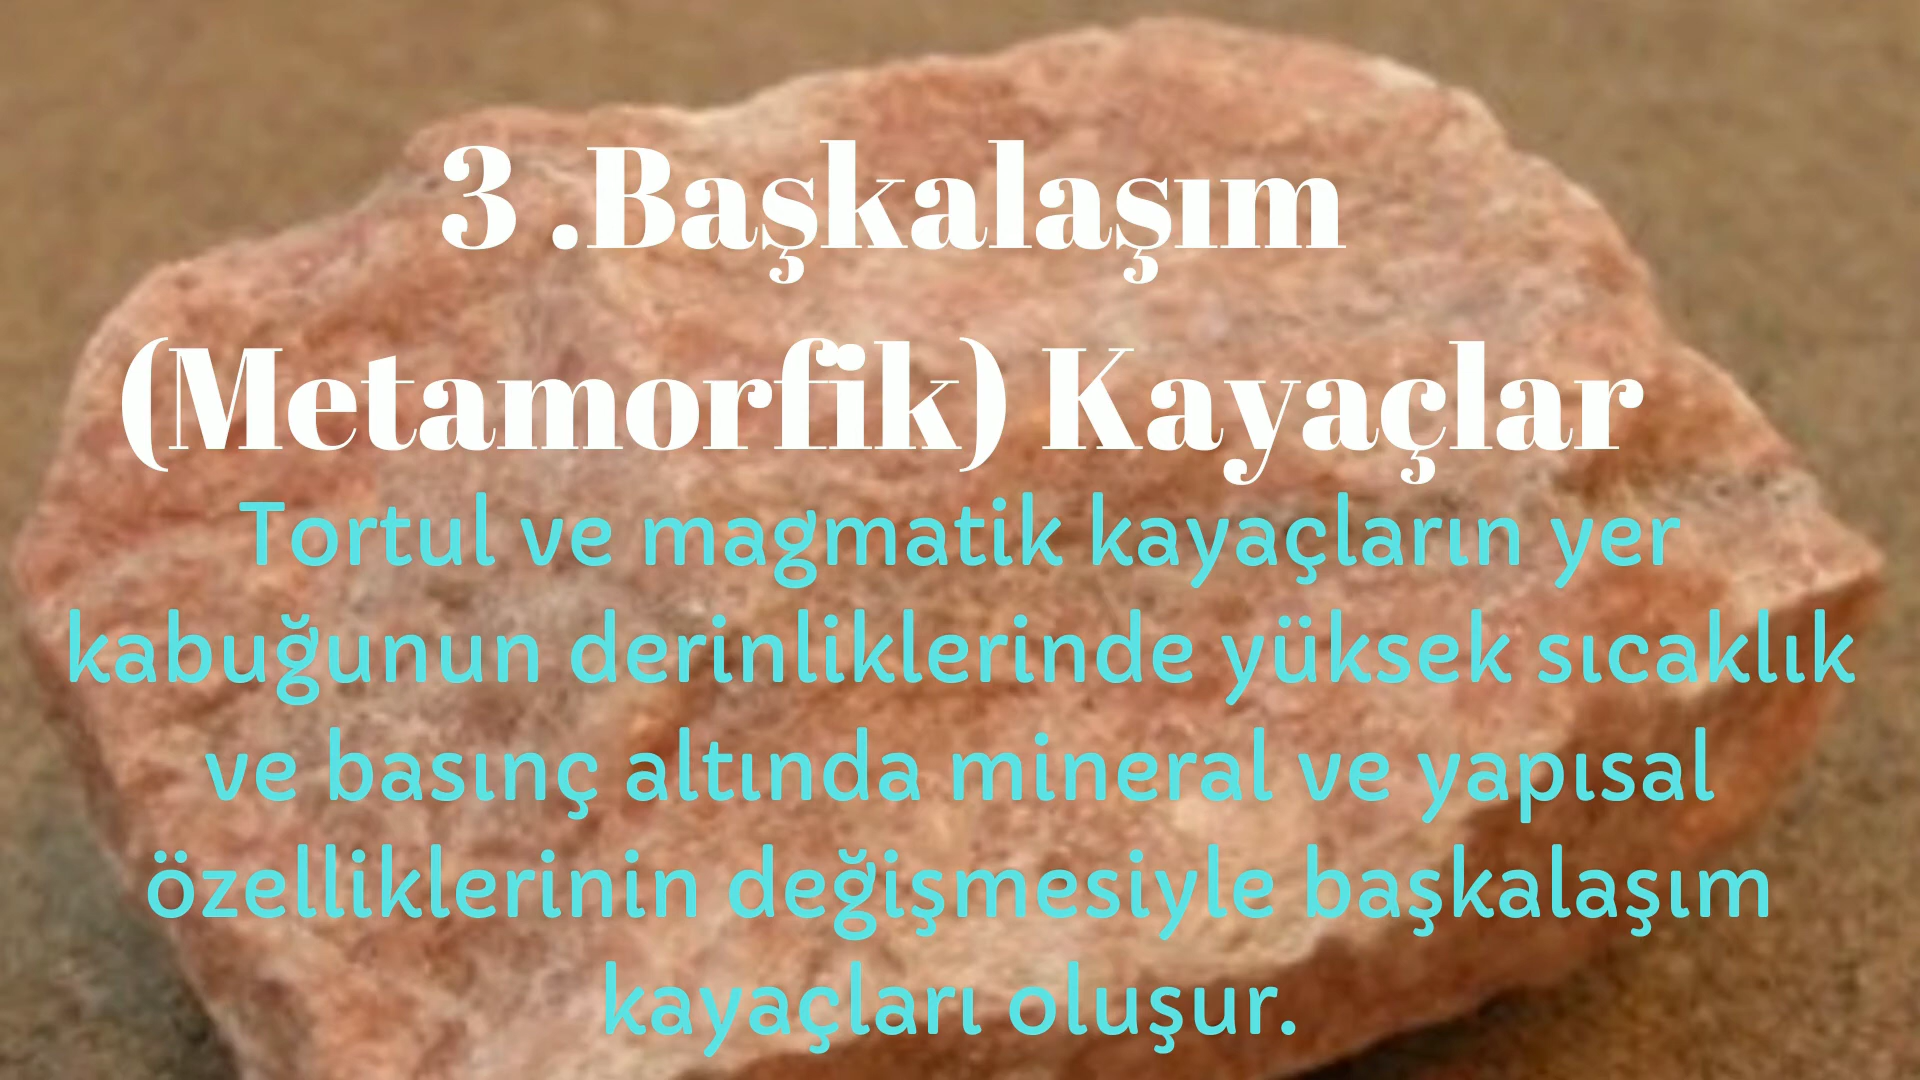 3 .Başkalaşım
(Metamorfik) Kayaçlar
Tortul ve magmatik kayaçların yer
kabuğunun derinliklerinde yüksek sıcaklık
ve basınç altında mineral ve yapısal
özelliklerinin değişmesiyle başkalaşım
kayaçları oluşur.